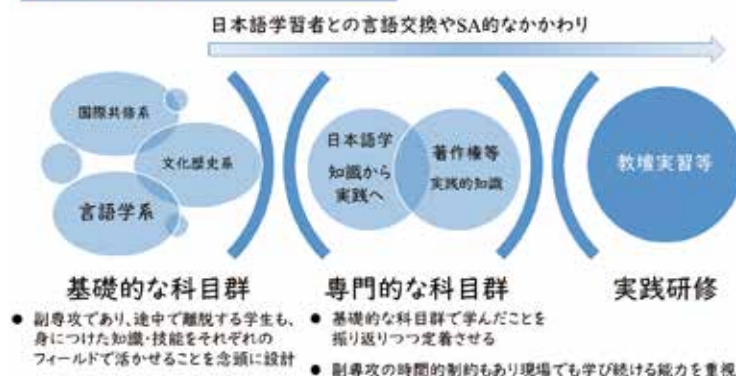 日本語学習者との言語交換やSA的なかかわり
国際共修系
文化歴史系
言語学系
日本語学
知識から
実践へ
著作権等
実践的知識
教壇実習等
基礎的な科目群
専門的な科目群
実践研修
● 副専攻であり、途中で離脱する学生も、
身につけた知識・技能をそれぞれの
フィールドで活かせることを念頭に設計
● 基礎的な科目群で学んだことを
振り返りつつ定着させる
● 副専攻の時間的制約もあり現場でも学び続ける能力を重視